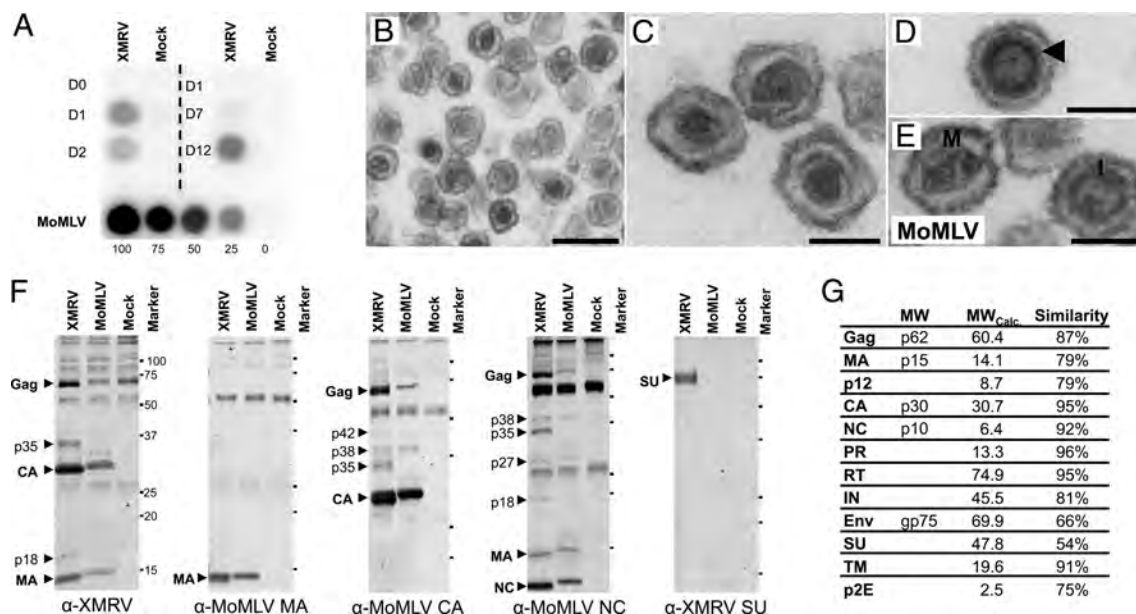 A
XMRV
Mock
XMRV
Mock
D0
D1
D1
D7
D2
D12
MoMLV
100 75 50 25 0
B
C
D
E
M
I
MoMLV
F
XMRV
MoMLV
Mock
Marker
Gag
p35
CA
p18
MA
100
75
50
37
25
20
15
α-XMRV
XMRV
MoMLV
Mock
Marker
MA
α-MoMLV MA
XMRV
MoMLV
Mock
Marker
Gag
p42
p38
p35
CA
α-MoMLV CA
XMRV
MoMLV
Mock
Marker
Gag
p38
p35
p27
p18
MA
NC
α-MoMLV NC
XMRV
MoMLV
Mock
Marker
SU
α-XMRV SU
G
MW MWCalc. Similarity
Gag p62 60.4 87%
MA p15 14.1 79%
p12 8.7 79%
CA p30 30.7 95%
NC p10 6.4 92%
PR 13.3 96%
RT 74.9 95%
IN 45.5 81%
Env gp75 69.9 66%
SU 47.8 54%
TM 19.6 91%
p2E 2.5 75%